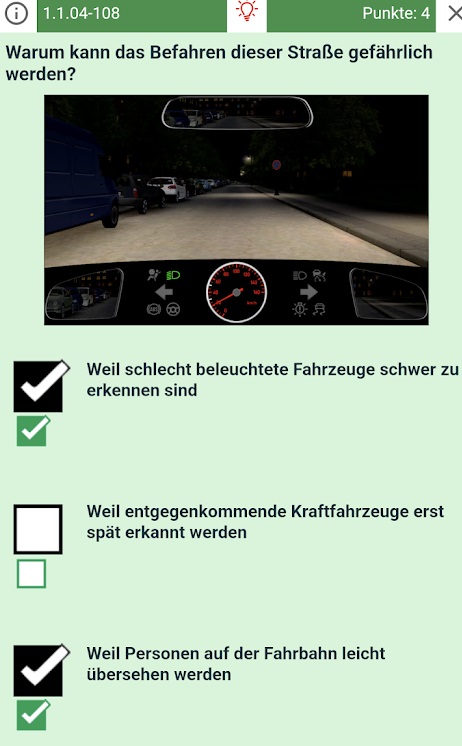 1.1.04-108
Punkte: 4
Warum kann das Befahren dieser Straße gefährlich
werden?
Weil schlecht beleuchtete Fahrzeuge schwer zu
erkennen sind
Weil entgegenkommende Kraftfahrzeuge erst
spät erkannt werden
Weil Personen auf der Fahrbahn leicht
übersehen werden